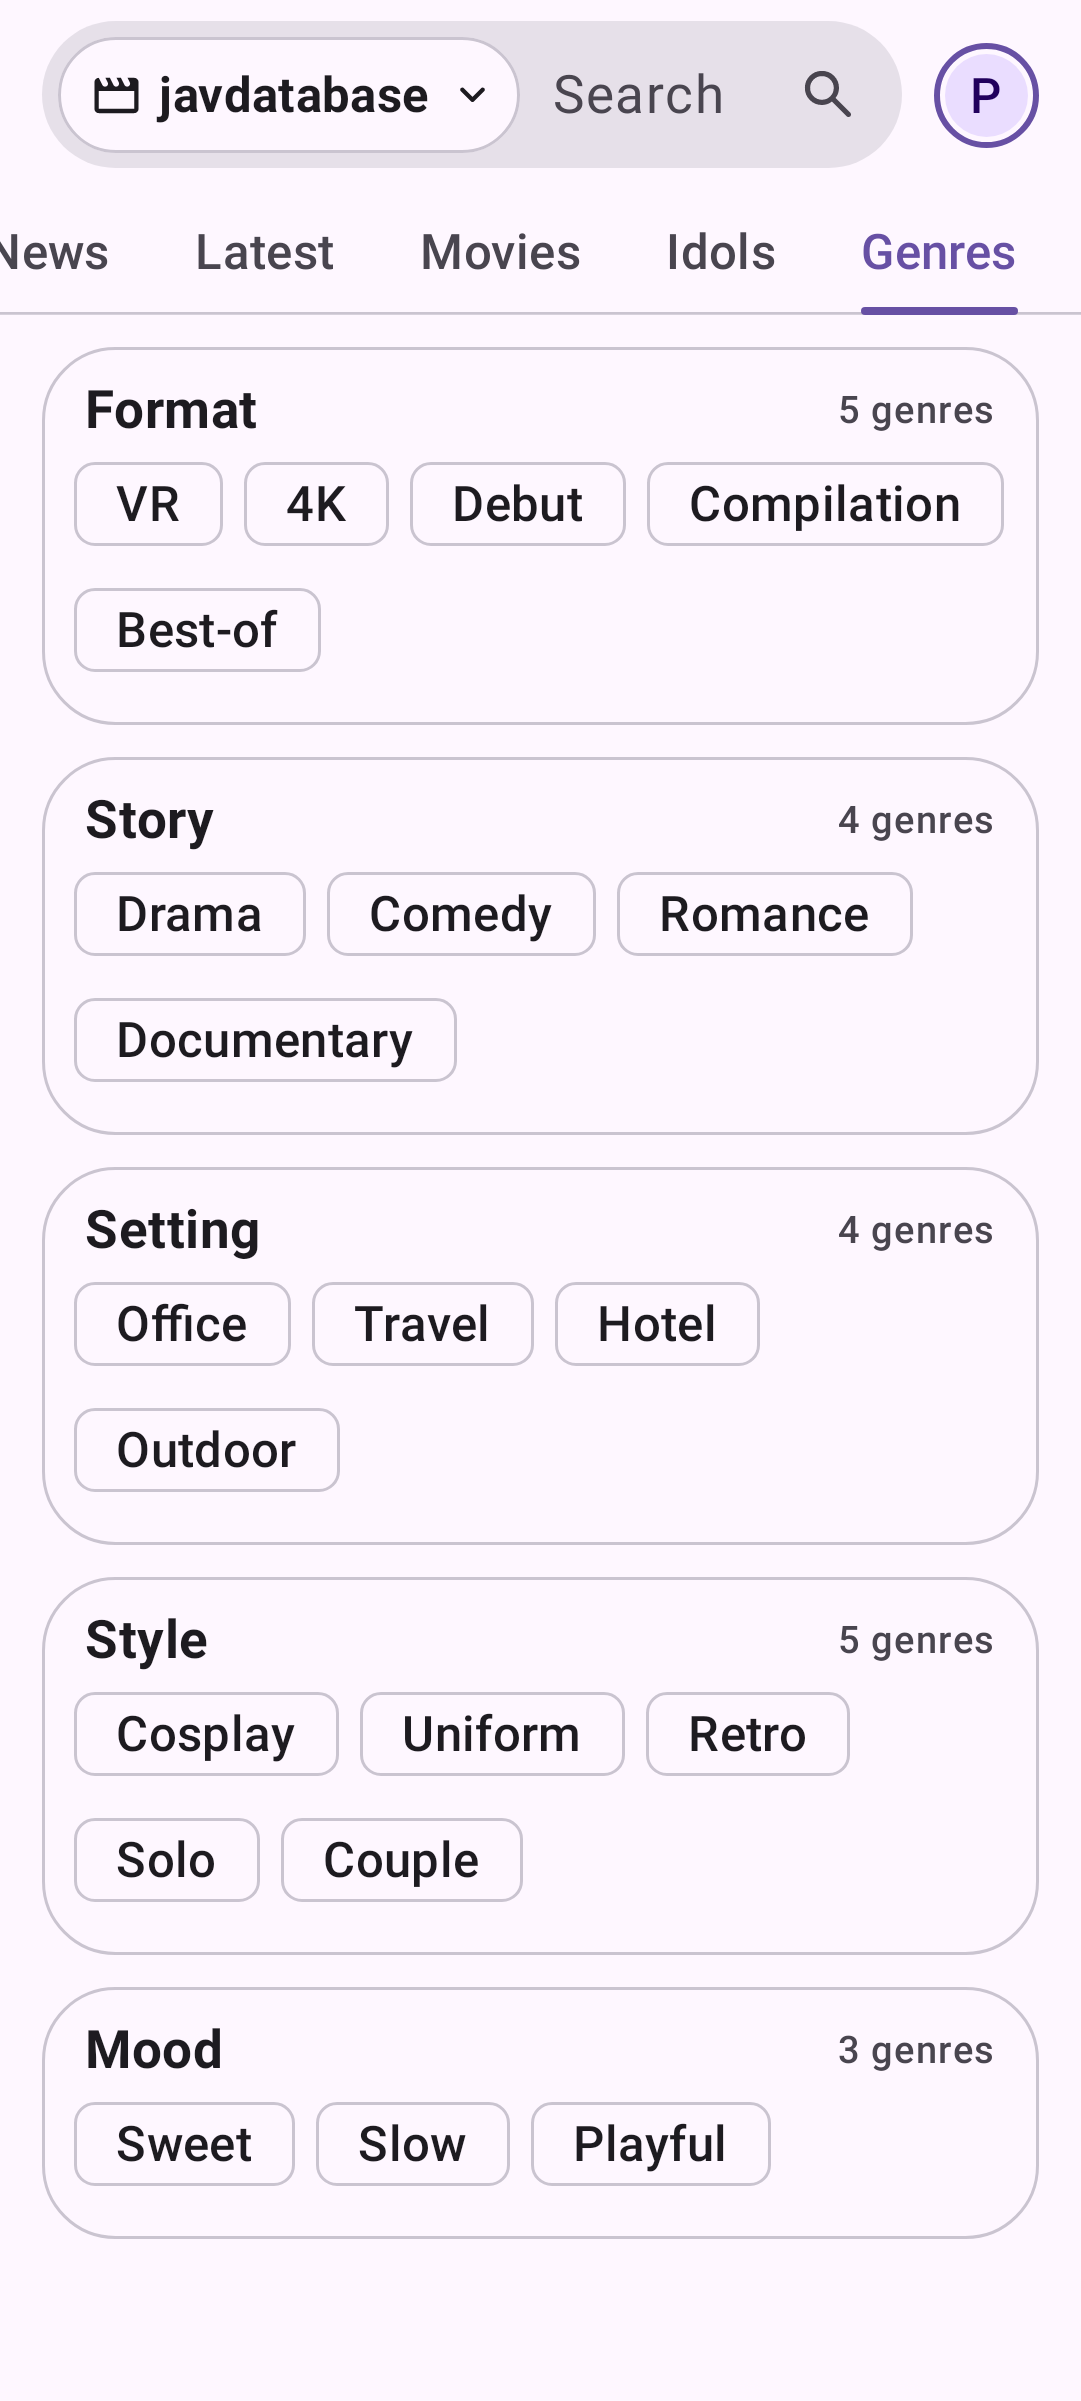 javdatabase Search P
News Latest Movies Idols Genres
Format 5 genres
VR 4K Debut Compilation
Best-of
Story 4 genres
Drama Comedy Romance
Documentary
Setting 4 genres
Office Travel Hotel
Outdoor
Style 5 genres
Cosplay Uniform Retro
Solo Couple
Mood 3 genres
Sweet Slow Playful